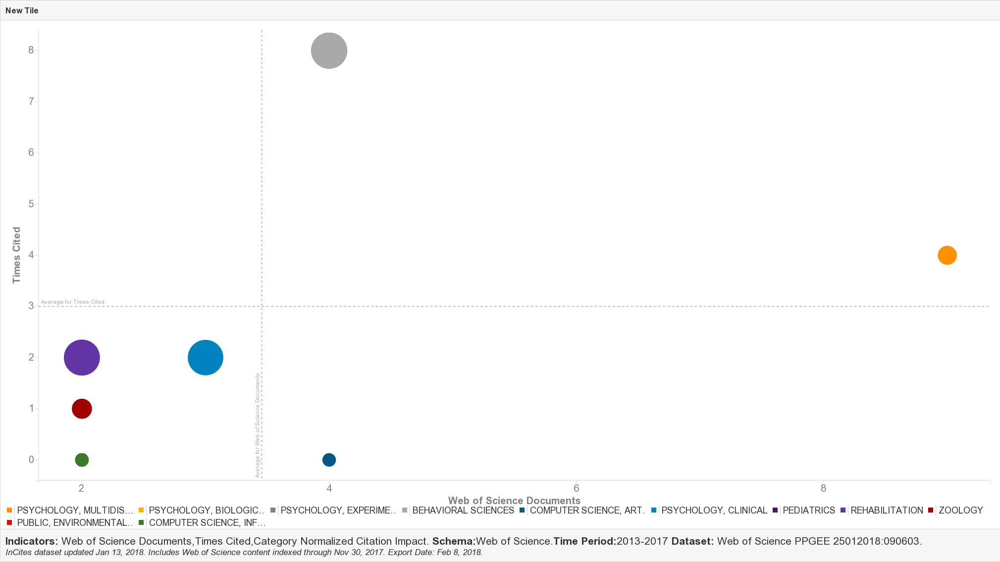 New Tile
8
7
6
5
4
3
2
1
0
Times Cited
Average for Times Cited
Average for Web of Science Documents
2 4 6 8
Web of Science Documents
PSYCHOLOGY, MULTIDIS... PSYCHOLOGY, BIOLOGIC.. PSYCHOLOGY, EXPERIME.. BEHAVIORAL SCIENCES COMPUTER SCIENCE, ART. PSYCHOLOGY, CLINICAL PEDIATRICS REHABILITATION ZOOLOGY
PUBLIC, ENVIRONMENTAL.. COMPUTER SCIENCE, INF...
Indicators: Web of Science Documents,Times Cited,Category Normalized Citation Impact. Schema:Web of Science.Time Period:2013-2017 Dataset: Web of Science PPGEE 25012018:090603.
InCites dataset updated Jan 13, 2018. Includes Web of Science content indexed through Nov 30, 2017. Export Date: Feb 8, 2018.